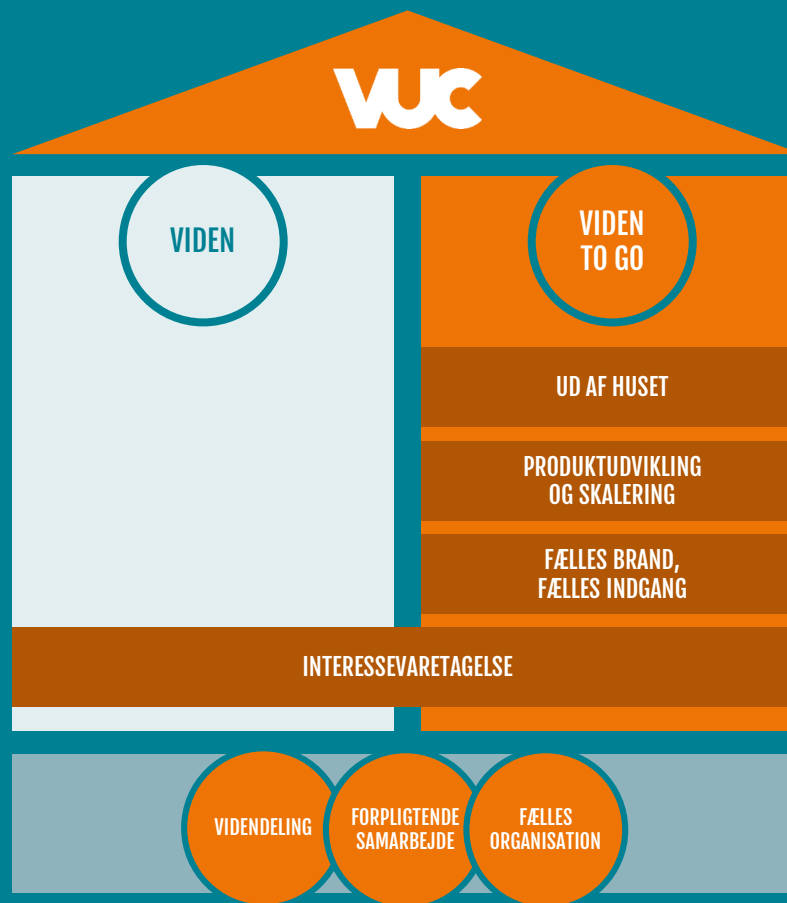 VUC
VIDEN
VIDEN
TO GO
UD AF HUSET
PRODUKTUDVIKLING
OG SKALERING
FÆLLES BRAND,
FÆLLES INDGANG
INTERESSEVARETAGELSE
VIDENDELING
FORPLIGTENDE
SAMARBEJDE
FÆLLES
ORGANISATION